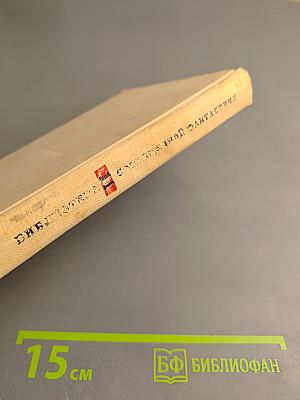 БИБЛИОТЕКА СОВРЕМЕННОЙ ФАНТАСТИКИ
15 см
БФ БИБЛИОФАН